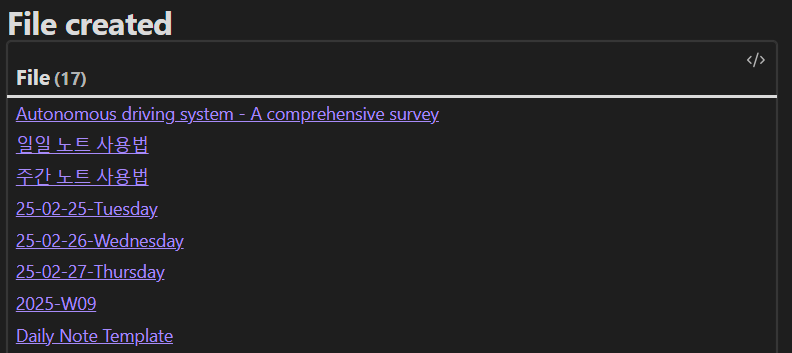 File created
</>
File (17)
Autonomous driving system - A comprehensive survey
일일 노트 사용법
주간 노트 사용법
25-02-25-Tuesday
25-02-26-Wednesday
25-02-27-Thursday
2025-W09
Daily Note Template